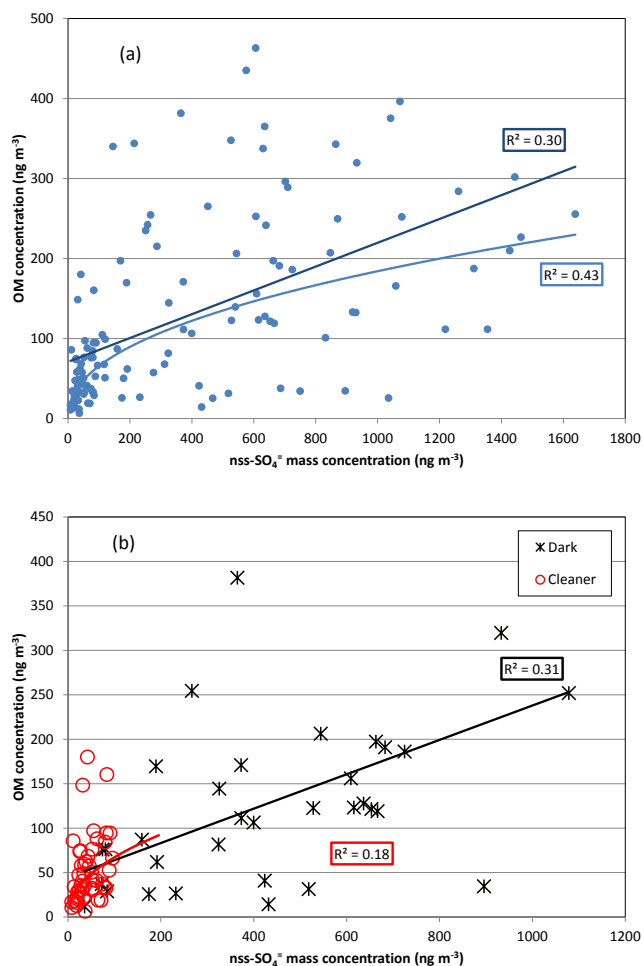 (a)
OM concentration (ng m⁻³)
500
400
300
200
100
0
R² = 0.30
R² = 0.43
0 200 400 600 800 1000 1200 1400 1600 1800
nss-SO₄⁼ mass concentration (ng m⁻³)
(b)
OM concentration (ng m⁻³)
450
400
350
300
250
200
150
100
50
0
Dark
Cleaner
R² = 0.31
R² = 0.18
0 200 400 600 800 1000 1200
nss-SO₄⁼ mass concentration (ng m⁻³)